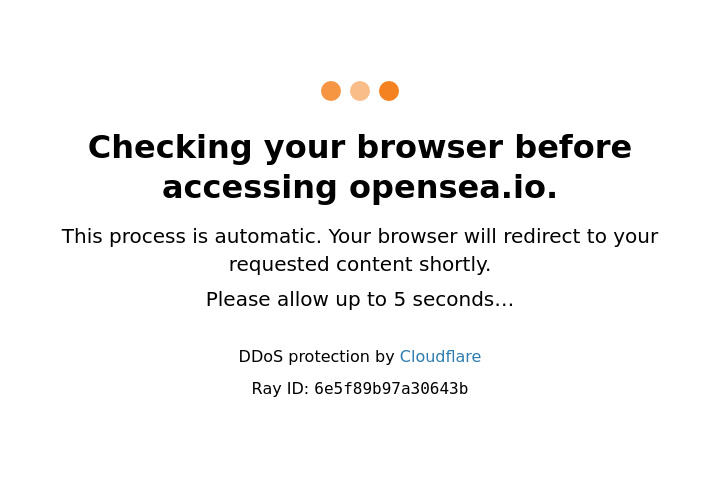 Checking your browser before
accessing opensea.io.
This process is automatic. Your browser will redirect to your
requested content shortly.
Please allow up to 5 seconds…
DDoS protection by Cloudflare
Ray ID: 6e5f89b97a30643b